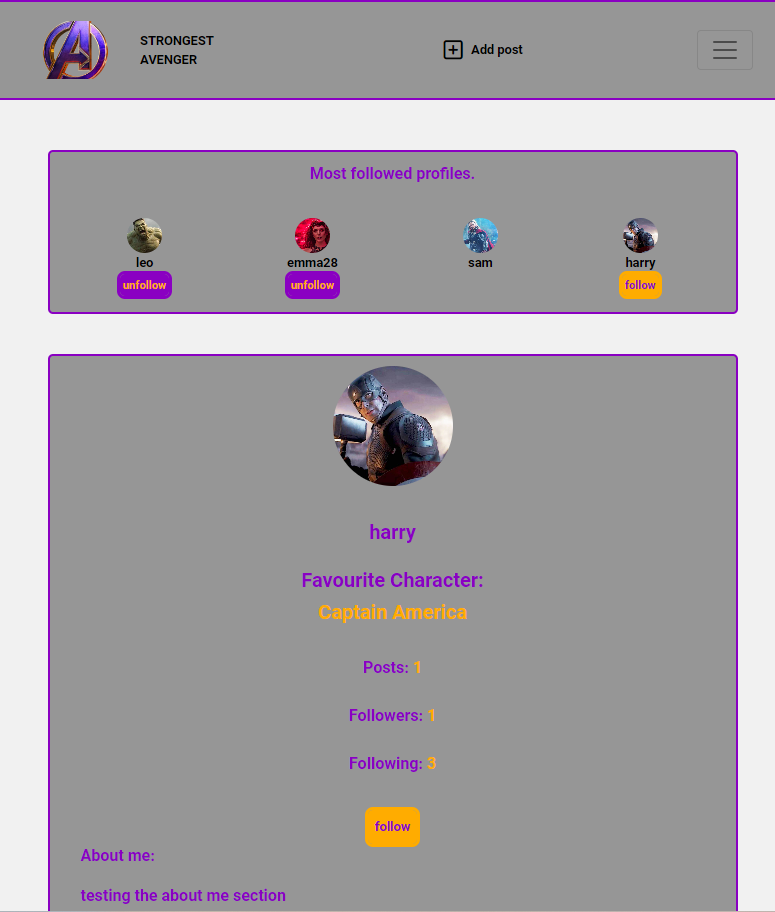 STRONGEST
AVENGER
Add post
Most followed profiles.
leo
emma28
sam
harry
unfollow
unfollow
follow
harry
Favourite Character:
Captain America
Posts: 1
Followers: 1
Following: 3
follow
About me:
testing the about me section